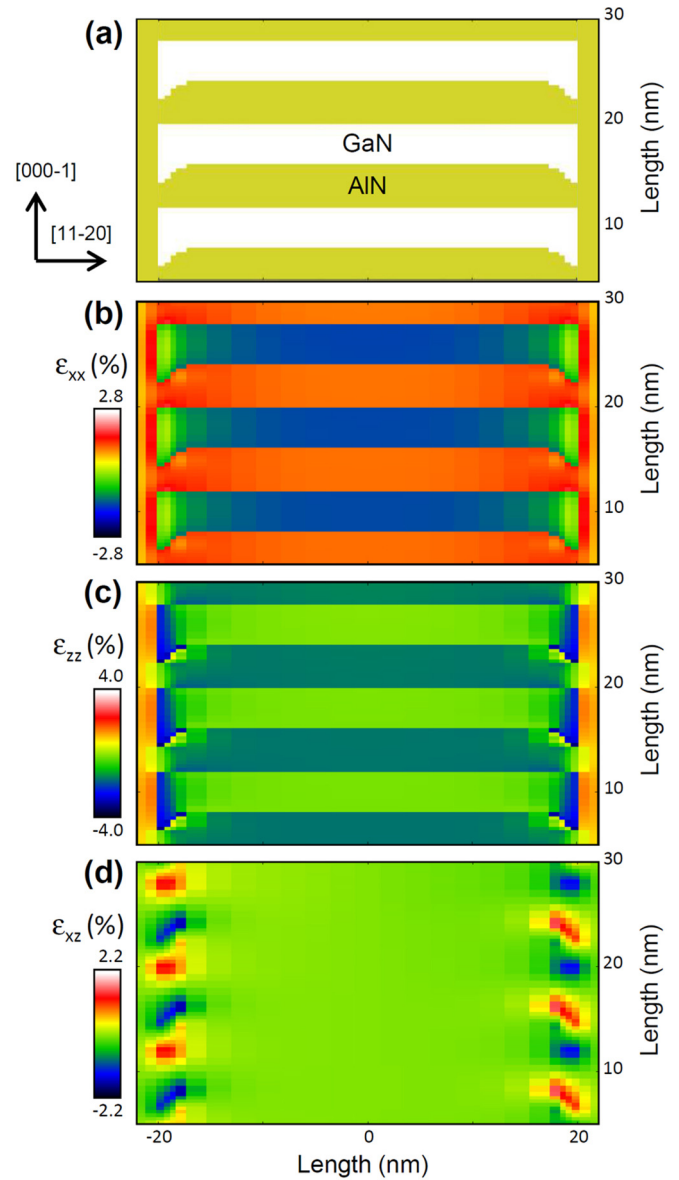 (a)
30
20
10
Length (nm)
GaN
AlN
[000-1]
[11-20]
(b)
εxx (%)
2.8
-2.8
30
20
10
Length (nm)
(c)
εzz (%)
4.0
-4.0
30
20
10
Length (nm)
(d)
εxz (%)
2.2
-2.2
30
20
10
Length (nm)
-20 0 20
Length (nm)